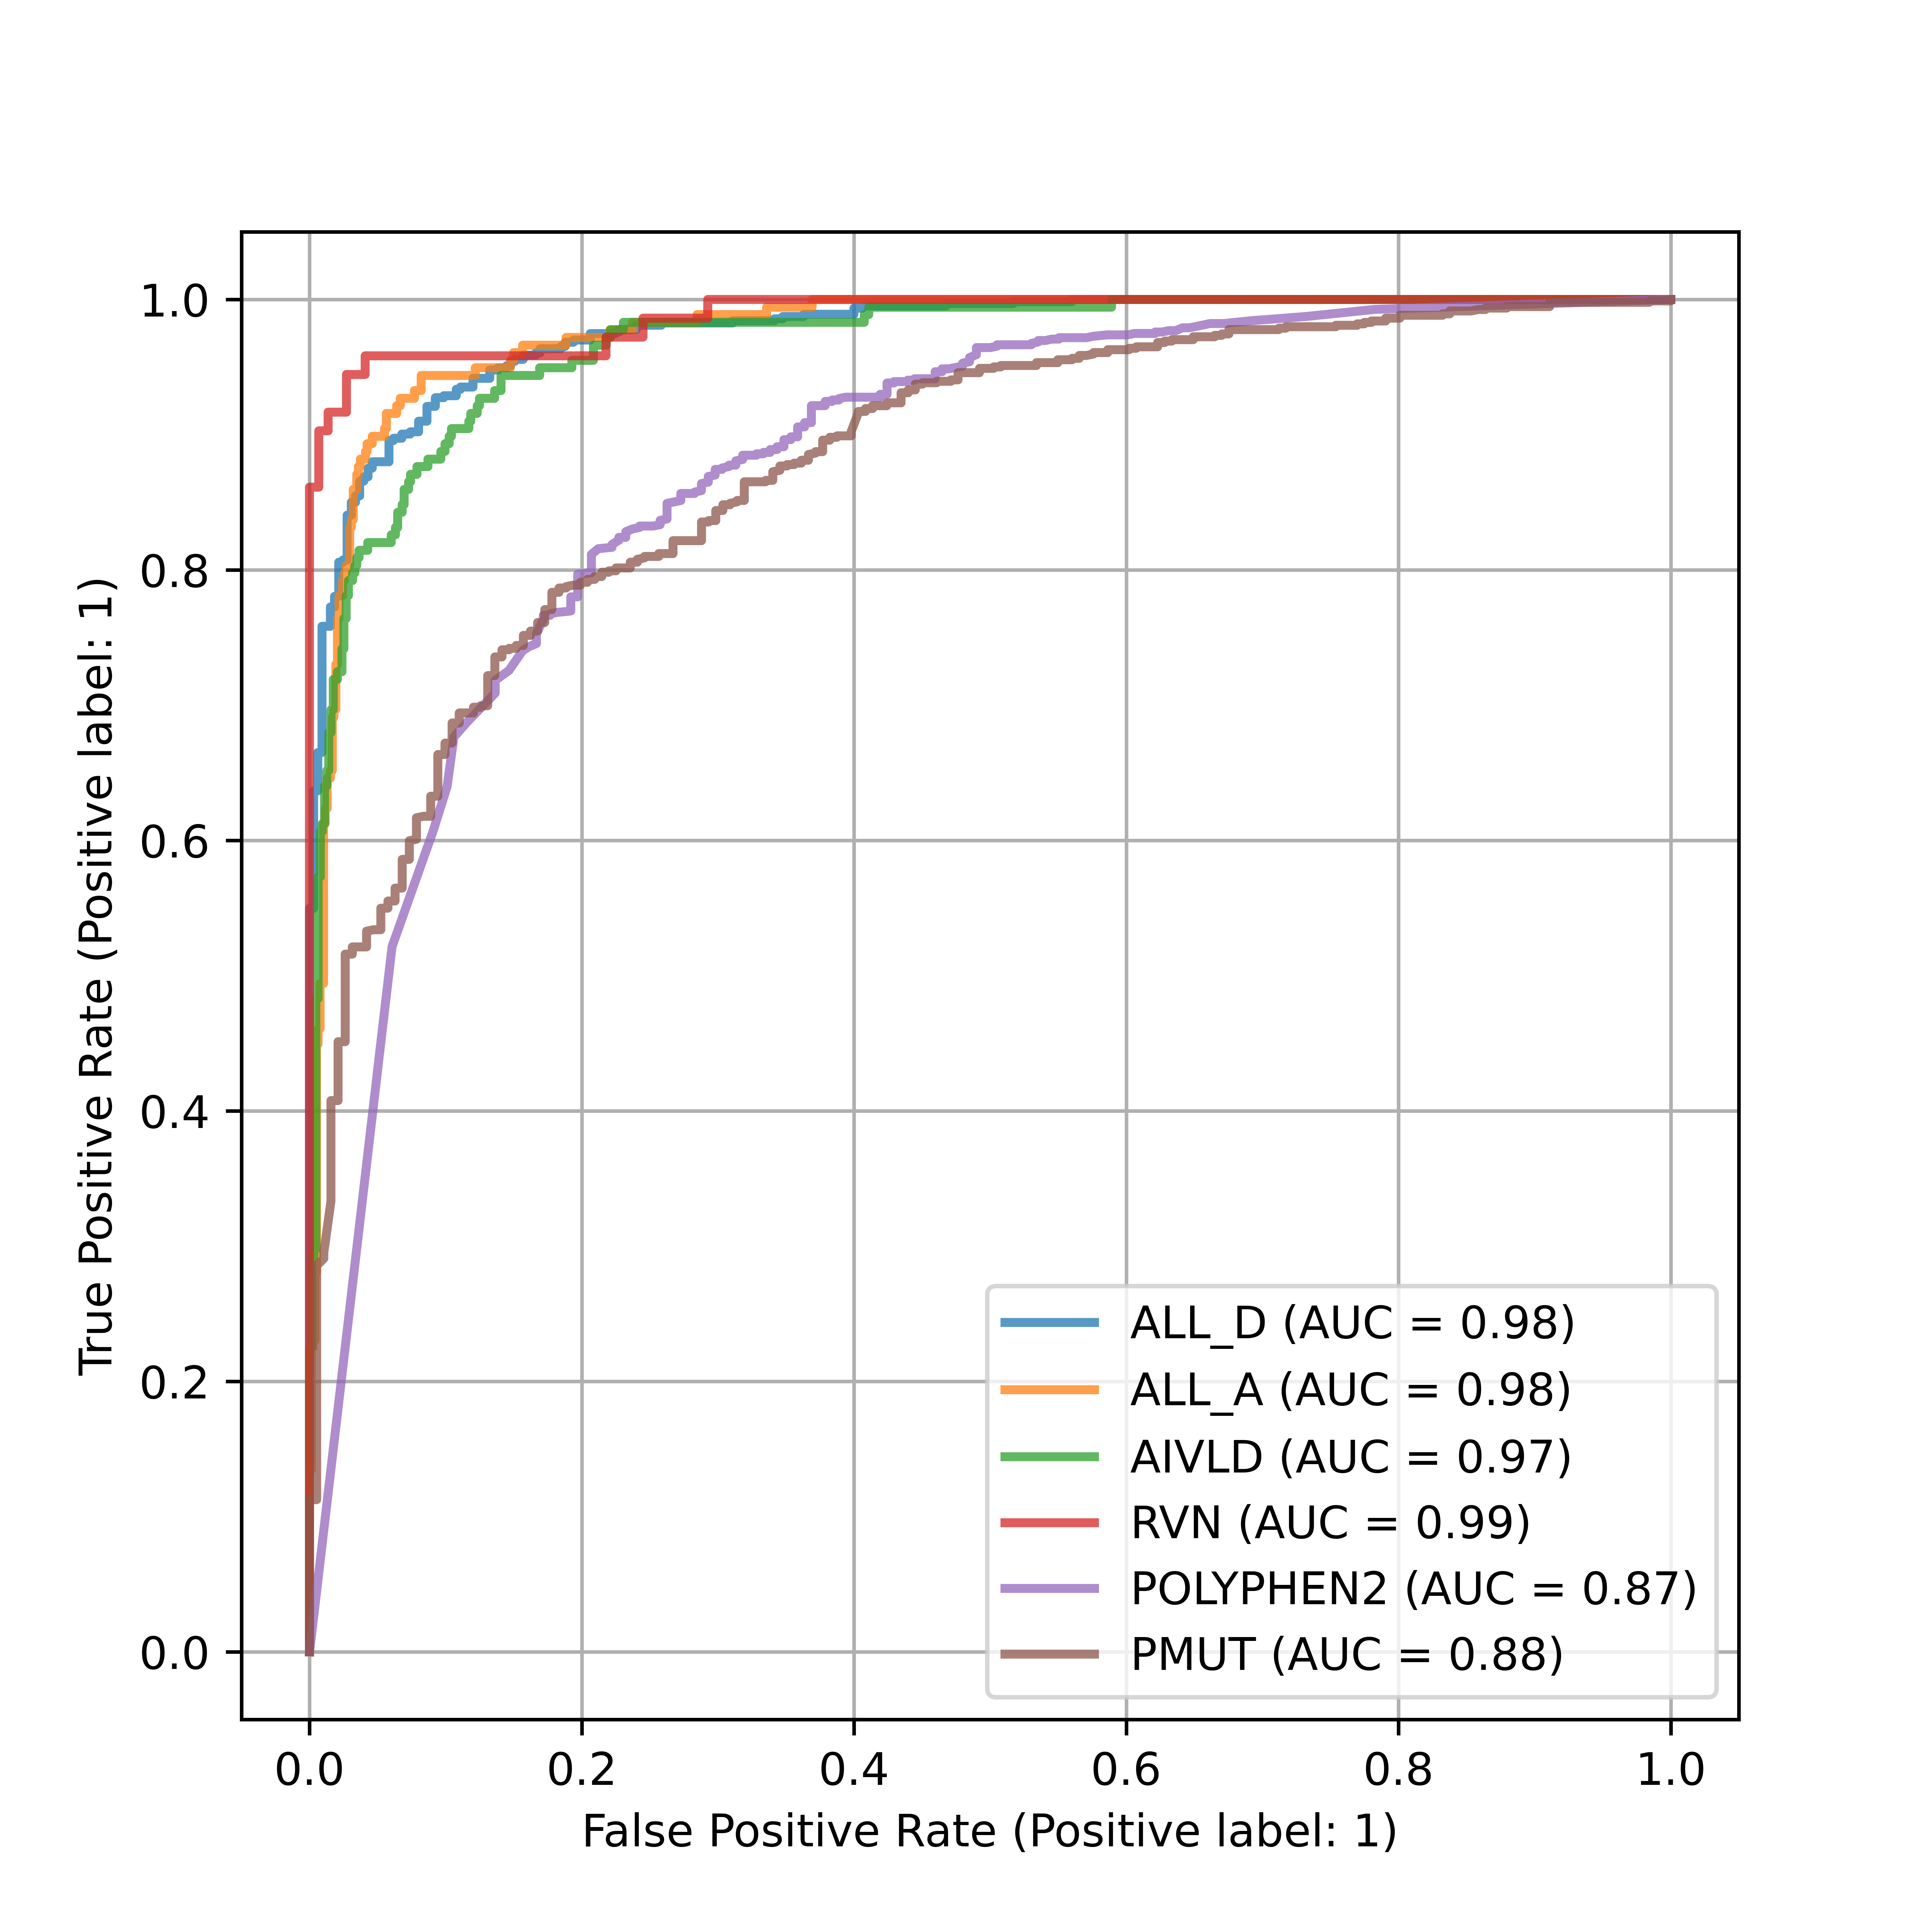 1.0
0.8
0.6
0.4
0.2
0.0
True Positive Rate (Positive label: 1)
ALL_D (AUC = 0.98)
ALL_A (AUC = 0.98)
AIVLD (AUC = 0.97)
RVN (AUC = 0.99)
POLYPHEN2 (AUC = 0.87)
PMUT (AUC = 0.88)
0.0 0.2 0.4 0.6 0.8 1.0
False Positive Rate (Positive label: 1)